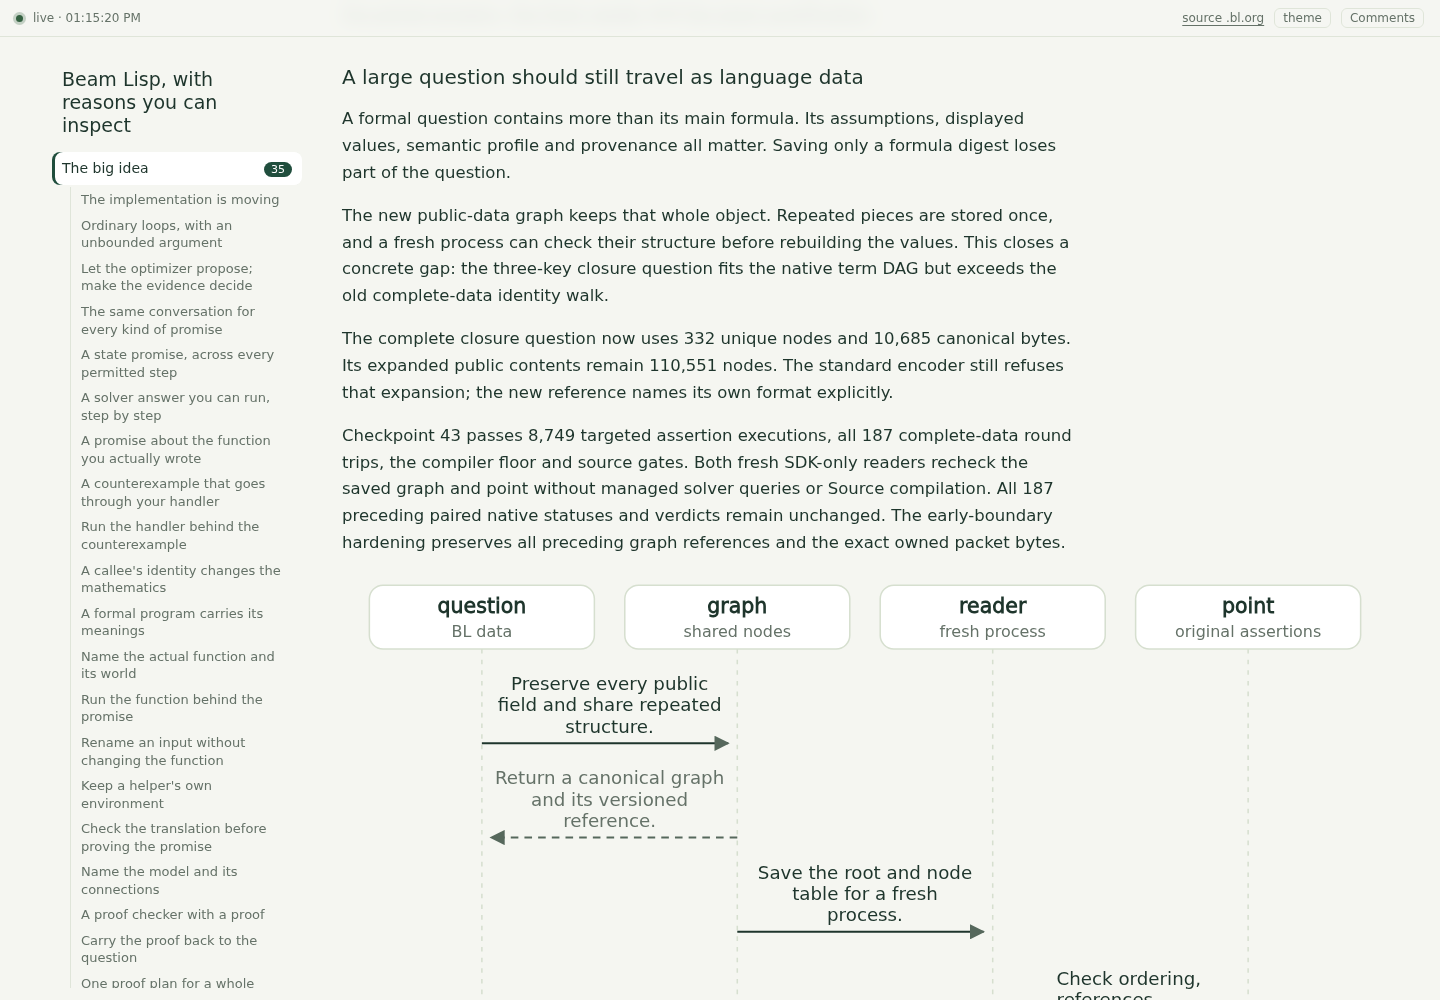 live · 01:15:20 PM
source .bl.org
theme
Comments
Beam Lisp, with
reasons you can
inspect
The big idea
35
The implementation is moving
Ordinary loops, with an
unbounded argument
Let the optimizer propose;
make the evidence decide
The same conversation for
every kind of promise
A state promise, across every
permitted step
A solver answer you can run,
step by step
A promise about the function
you actually wrote
A counterexample that goes
through your handler
Run the handler behind the
counterexample
A callee's identity changes the
mathematics
A formal program carries its
meanings
Name the actual function and
its world
Run the function behind the
promise
Rename an input without
changing the function
Keep a helper's own
environment
Check the translation before
proving the promise
Name the model and its
connections
A proof checker with a proof
Carry the proof back to the
question
One proof plan for a whole
A large question should still travel as language data
A formal question contains more than its main formula. Its assumptions, displayed
values, semantic profile and provenance all matter. Saving only a formula digest loses
part of the question.
The new public-data graph keeps that whole object. Repeated pieces are stored once,
and a fresh process can check their structure before rebuilding the values. This closes a
concrete gap: the three-key closure question fits the native term DAG but exceeds the
old complete-data identity walk.
The complete closure question now uses 332 unique nodes and 10,685 canonical bytes.
Its expanded public contents remain 110,551 nodes. The standard encoder still refuses
that expansion; the new reference names its own format explicitly.
Checkpoint 43 passes 8,749 targeted assertion executions, all 187 complete-data round
trips, the compiler floor and source gates. Both fresh SDK-only readers recheck the
saved graph and point without managed solver queries or Source compilation. All 187
preceding paired native statuses and verdicts remain unchanged. The early-boundary
hardening preserves all preceding graph references and the exact owned packet bytes.
question
BL data
graph
shared nodes
reader
fresh process
point
original assertions
Preserve every public
field and share repeated
structure.
Return a canonical graph
and its versioned
reference.
Save the root and node
table for a fresh
process.
Check ordering,
references